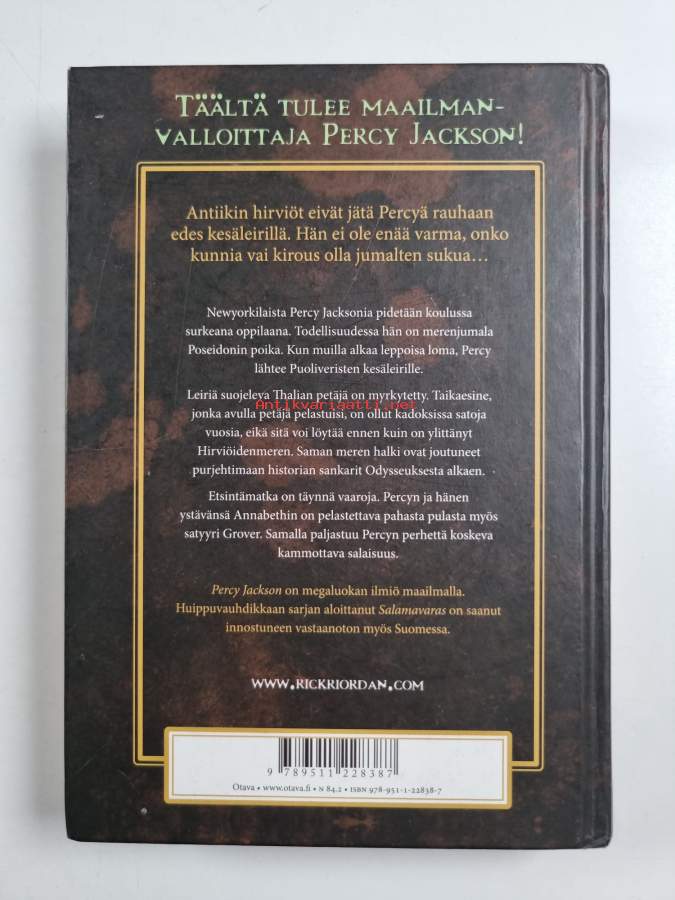 Täältä tulee maailman-
valloittaja Percy Jackson!
Antiikin hirviöt eivät jätä Percyä rauhaan
edes kesäleirillä. Hän ei ole enää varma, onko
kunnia vai kirous olla jumalten sukua…
Newyorkilaista Percy Jacksonia pidetään koulussa
surkeana oppilaana. Todellisuudessa hän on merenjumala
Poseidonin poika. Kun muilla alkaa leppoisa loma, Percy
lähtee Puoliveristen kesäleirille.
Leiriä suojeleva Thalian petäjä on myrkytetty. Taikaesine,
Antikvariaatti.net
jonka avulla petäjä pelastuisi, on ollut kadoksissa satoja
vuosia, eikä sitä voi löytää ennen kuin on ylittänyt
Hirviöidenmeren. Saman meren halki ovat joutuneet
purjehtimaan historian sankarit Odysseuksesta alkaen.
Etsintämatka on täynnä vaaroja. Percyn ja hänen
ystävänsä Annabethin on pelastettava pahasta pulasta myös
satyyri Grover. Samalla paljastuu Percyn perhettä koskeva
kammottava salaisuus.
Percy Jackson on megaluokan ilmiö maailmalla.
Huippuvauhdikkaan sarjan aloittanut Salamavaras on saanut
innostuneen vastaanoton myös Suomessa.
www.rickriordan.com
9 789511 228387
Otava • www.otava.fi • N 84.2 • ISBN 978-951-1-22838-7